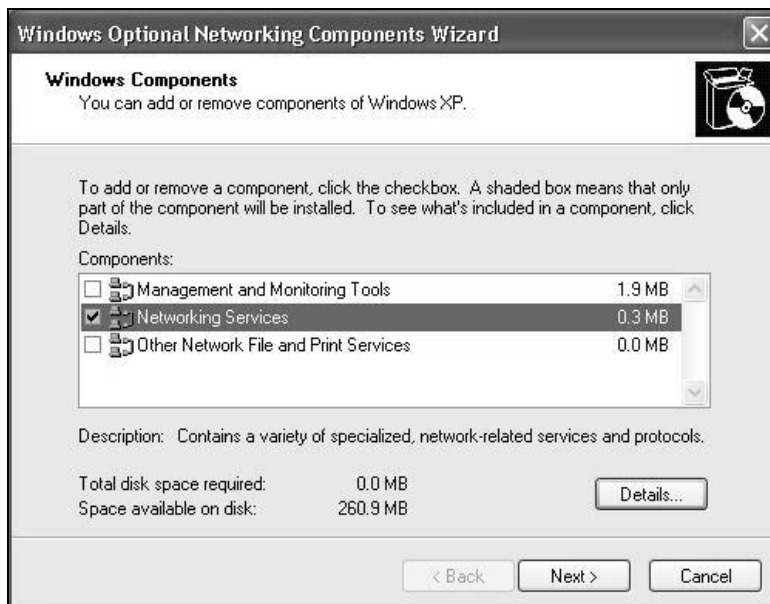 Windows Optional Networking Components Wizard
Windows Components
You can add or remove components of Windows XP.
To add or remove a component, click the checkbox. A shaded box means that only
part of the component will be installed. To see what's included in a component, click
Details.
Components:
Management and Monitoring Tools 1.9 MB
Networking Services 0.3 MB
Other Network File and Print Services 0.0 MB
Description: Contains a variety of specialized, network-related services and protocols.
Total disk space required: 0.0 MB
Space available on disk: 260.9 MB
Details...
< Back Next > Cancel